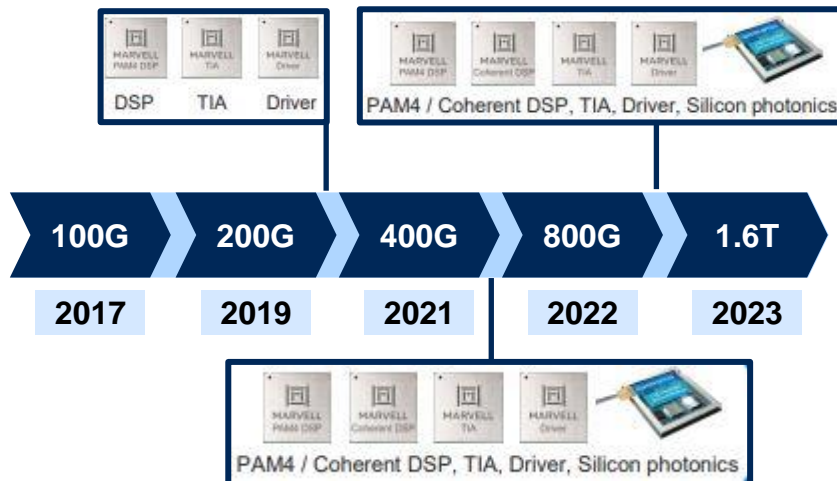 MARVELL
PAM4 DSP
MARVELL
TIA
MARVELL
Driver
DSP TIA Driver
MARVELL
PAM4 DSP
MARVELL
Coherent DSP
MARVELL
TIA
MARVELL
Driver
PAM4 / Coherent DSP, TIA, Driver, Silicon photonics
100G 200G 400G 800G 1.6T
2017 2019 2021 2022 2023
MARVELL
PAM4 DSP
MARVELL
Coherent DSP
MARVELL
TIA
MARVELL
Driver
PAM4 / Coherent DSP, TIA, Driver, Silicon photonics